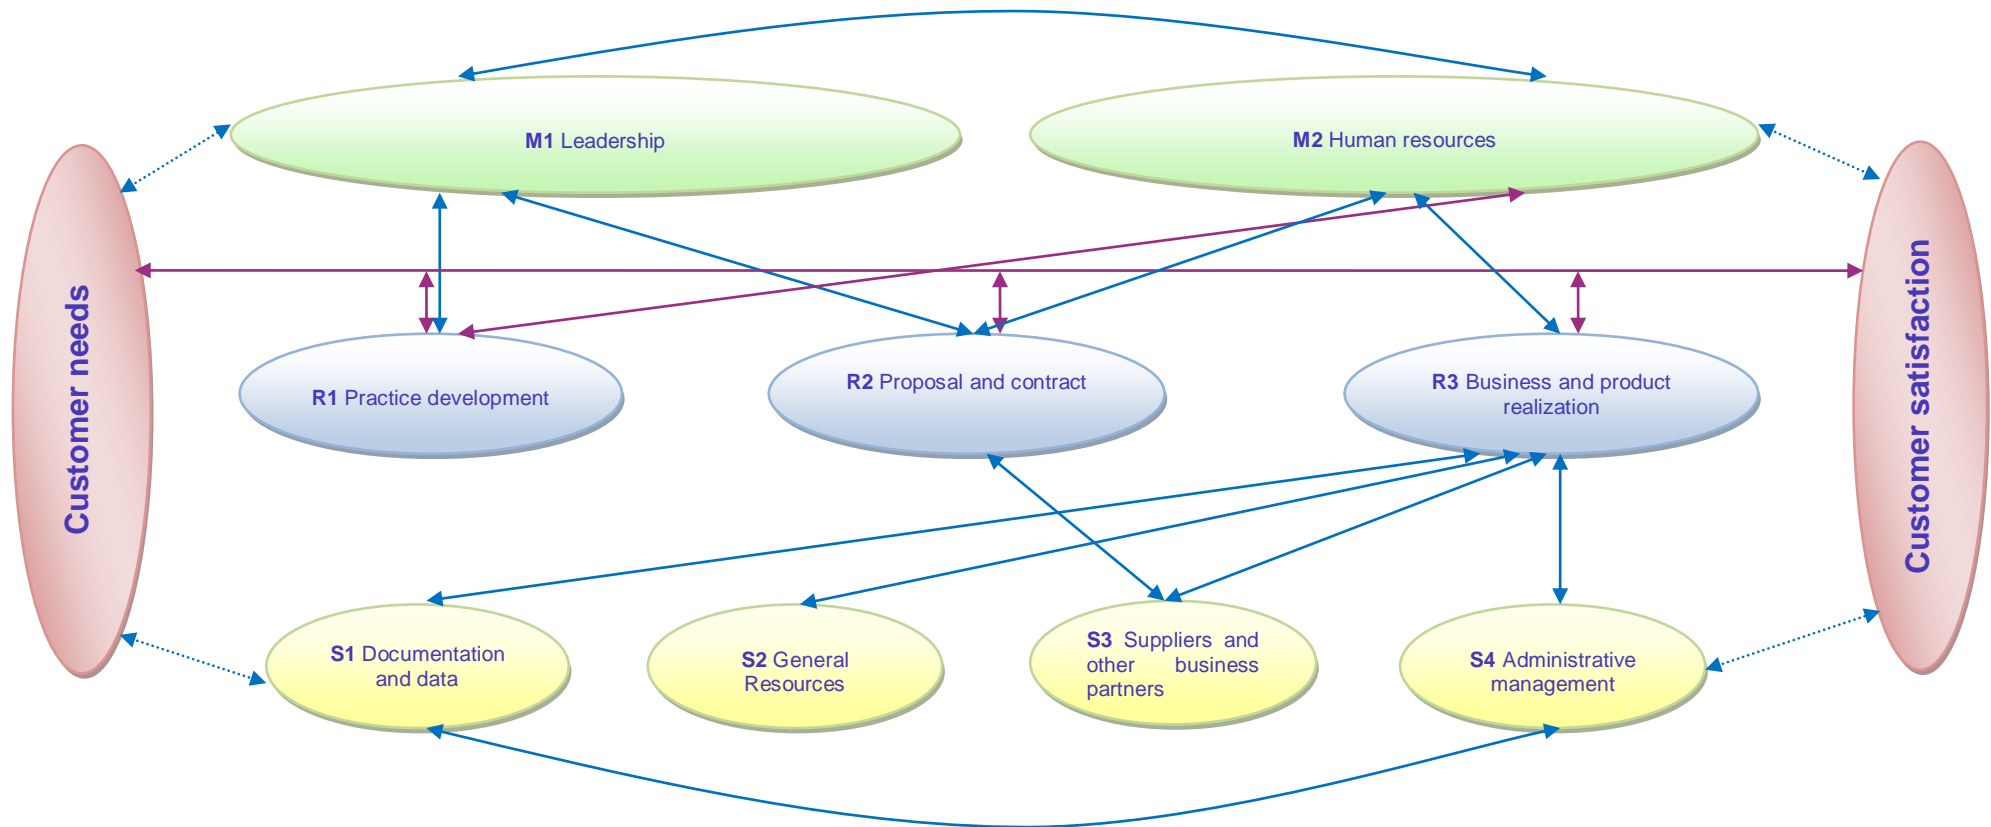 M1 Leadership
M2 Human resources
Customer needs
Customer satisfaction
R1 Practice development
R2 Proposal and contract
R3 Business and product
realization
S1 Documentation
and data
S2 General
Resources
S3 Suppliers and
other business
partners
S4 Administrative
management